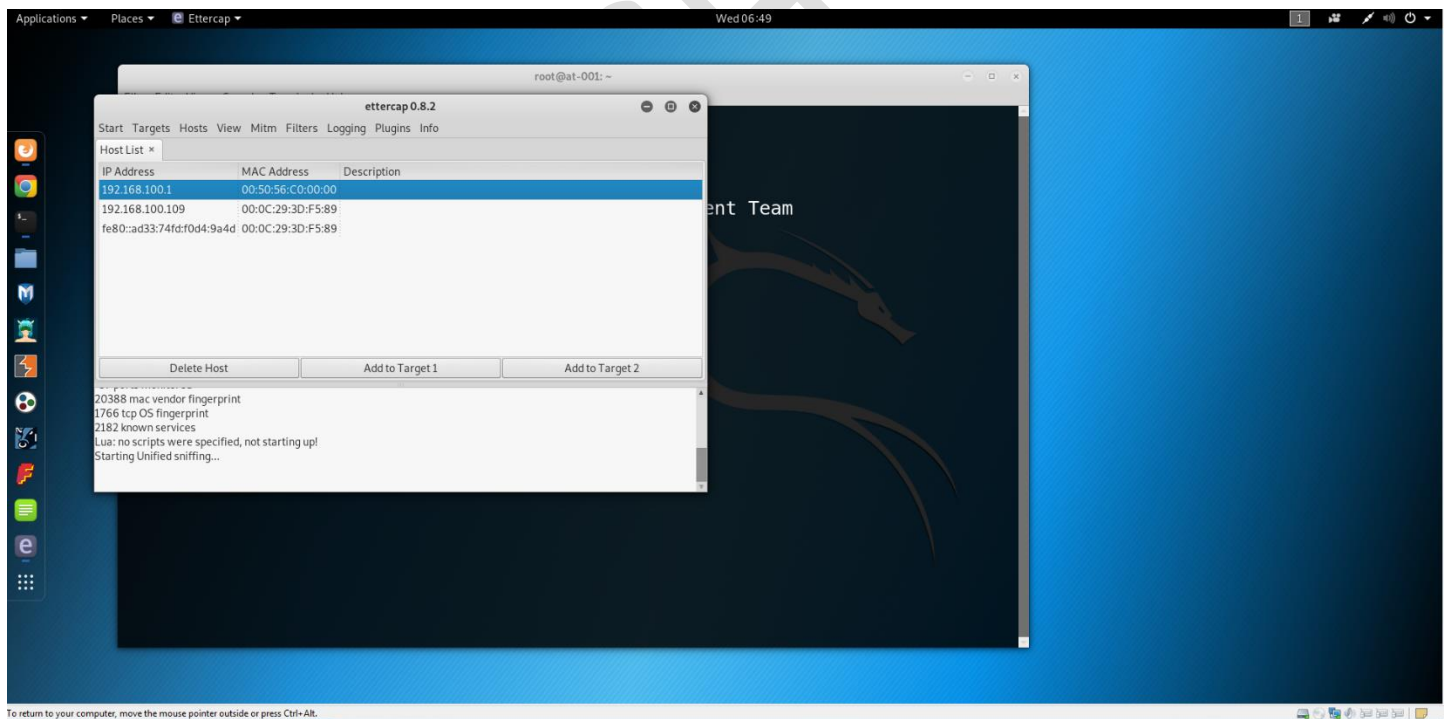 Applications Places Ettercap Wed 06:49 1
root@at-001: ~
ettercap 0.8.2
Start Targets Hosts View Mitm Filters Logging Plugins Info
Host List ×
IP Address MAC Address Description
192.168.100.1 00:50:56:C0:00:00
192.168.100.109 00:0C:29:3D:F5:89
fe80::ad33:74fd:f0d4:9a4d 00:0C:29:3D:F5:89
ent Team
Delete Host Add to Target 1 Add to Target 2
20388 mac vendor fingerprint
1766 tcp OS fingerprint
2182 known services
Lua: no scripts were specified, not starting up!
Starting Unified sniffing...
To return to your computer, move the mouse pointer outside or press Ctrl+Alt.